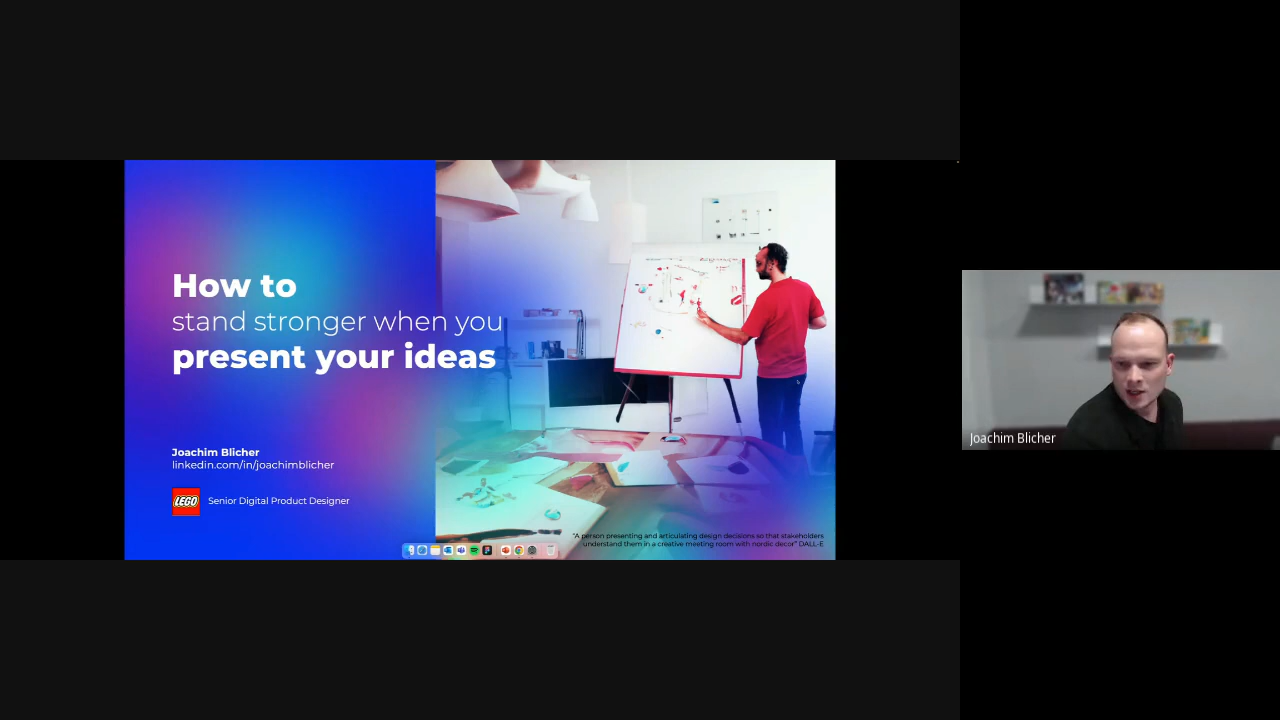 How to
stand stronger when you
present your ideas
Joachim Blicher
linkedin.com/in/joachimblicher
LEGO
Senior Digital Product Designer
"A person presenting and articulating design decisions so that stakeholders
understand them in a creative meeting room with nordic decor" DALL-E
Joachim Blicher